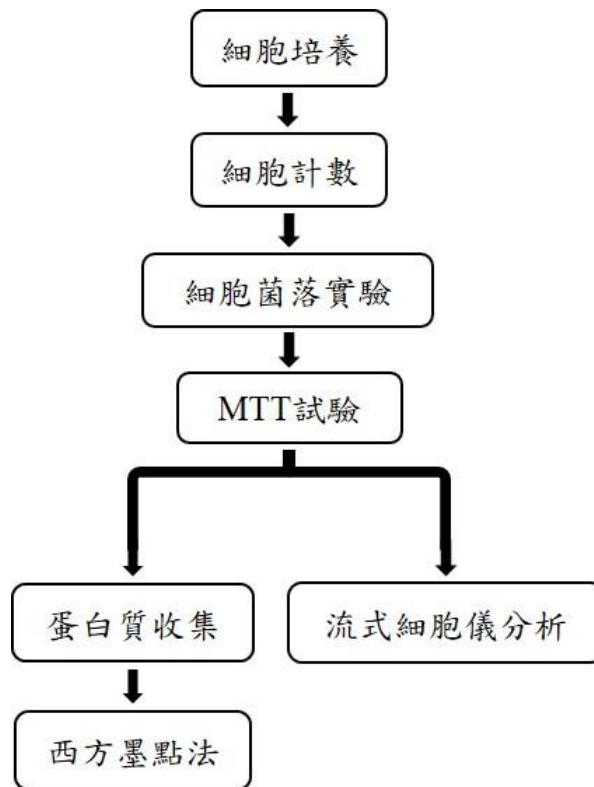 細胞培養
細胞計數
細胞菌落實驗
MTT試驗
蛋白質收集
流式細胞儀分析
西方墨點法